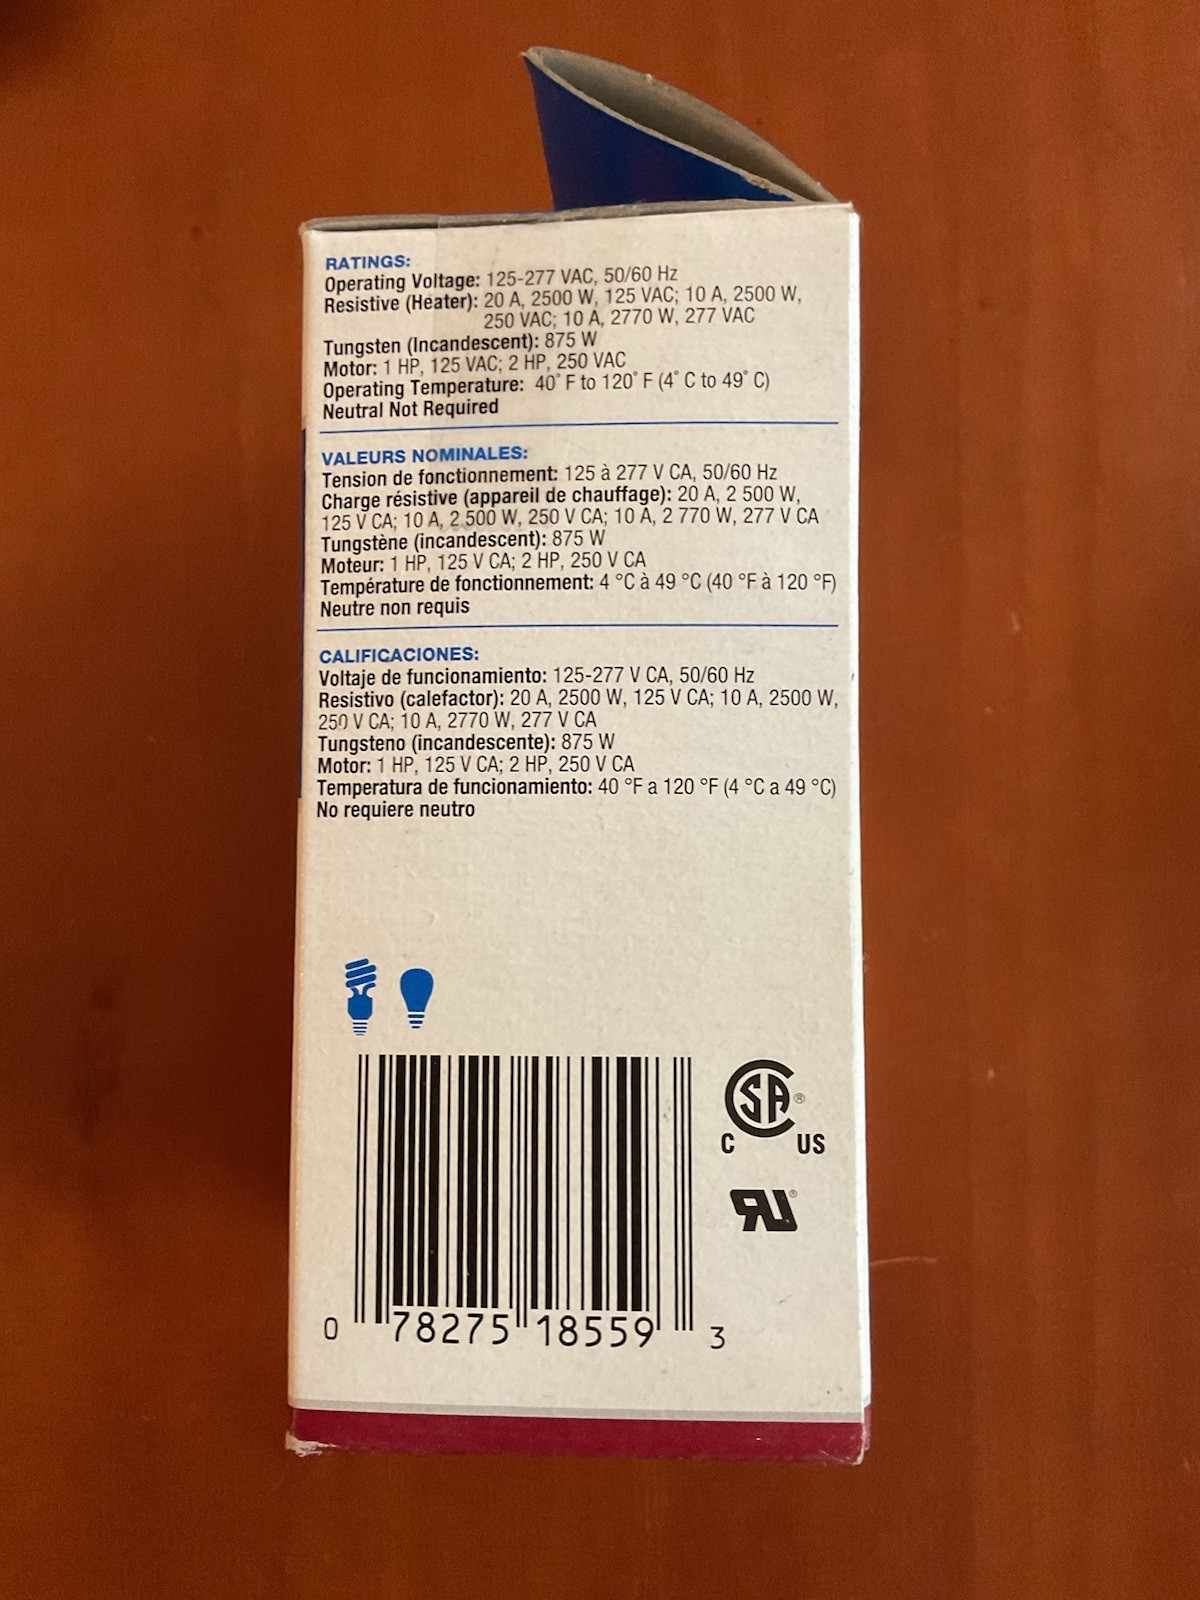 RATINGS:
Operating Voltage: 125-277 VAC, 50/60 Hz
Resistive (Heater): 20 A, 2500 W, 125 VAC; 10 A, 2500 W,
250 VAC; 10 A, 2770 W, 277 VAC
Tungsten (Incandescent): 875 W
Motor: 1 HP, 125 VAC; 2 HP, 250 VAC
Operating Temperature: 40° F to 120° F (4° C to 49° C)
Neutral Not Required
VALEURS NOMINALES:
Tension de fonctionnement: 125 à 277 V CA, 50/60 Hz
Charge résistive (appareil de chauffage): 20 A, 2 500 W,
125 V CA; 10 A, 2 500 W, 250 V CA; 10 A, 2 770 W, 277 V CA
Tungstène (incandescent): 875 W
Moteur: 1 HP, 125 V CA; 2 HP, 250 V CA
Température de fonctionnement: 4 °C à 49 °C (40 °F à 120 °F)
Neutre non requis
CALIFICACIONES:
Voltaje de funcionamiento: 125-277 V CA, 50/60 Hz
Resistivo (calefactor): 20 A, 2500 W, 125 V CA; 10 A, 2500 W,
250 V CA; 10 A, 2770 W, 277 V CA
Tungsteno (incandescente): 875 W
Motor: 1 HP, 125 V CA; 2 HP, 250 V CA
Temperatura de funcionamiento: 40 °F a 120 °F (4 °C a 49 °C)
No requiere neutro
SA ®
C US
RU ®
0 78275 18559 3